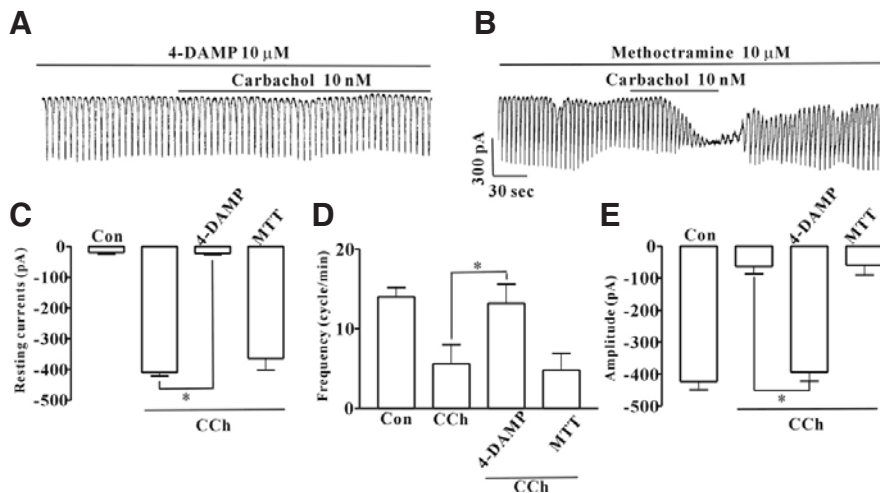 A
4-DAMP 10 μM
Carbachol 10 nM
B
Methoctramine 10 μM
Carbachol 10 nM
300 pA
30 sec
C
Resting currents (pA)
0
-100
-200
-300
-400
-500
Con
4-DAMP
MTT
*
CCh
D
Frequency (cycle/min)
20
10
0
*
Con
CCh
4-DAMP
MTT
CCh
E
Amplitude (pA)
0
-100
-200
-300
-400
-500
Con
4-DAMP
MTT
*
CCh